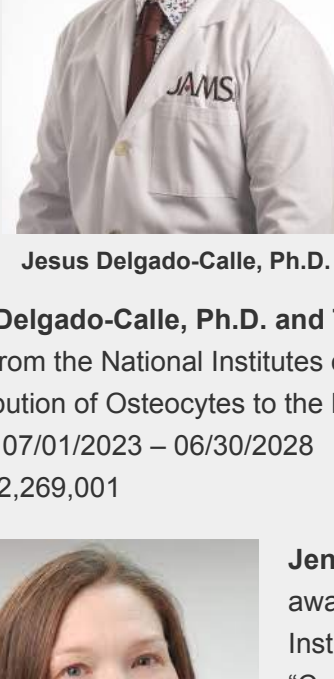 JAMS
Jesus Delgado-Calle, Ph.D.
Delgado-Calle, Ph.D. and
rom the National Institutes
bution of Osteocytes to the
07/01/2023 – 06/30/2028
2,269,001
Jen
awa
Inst